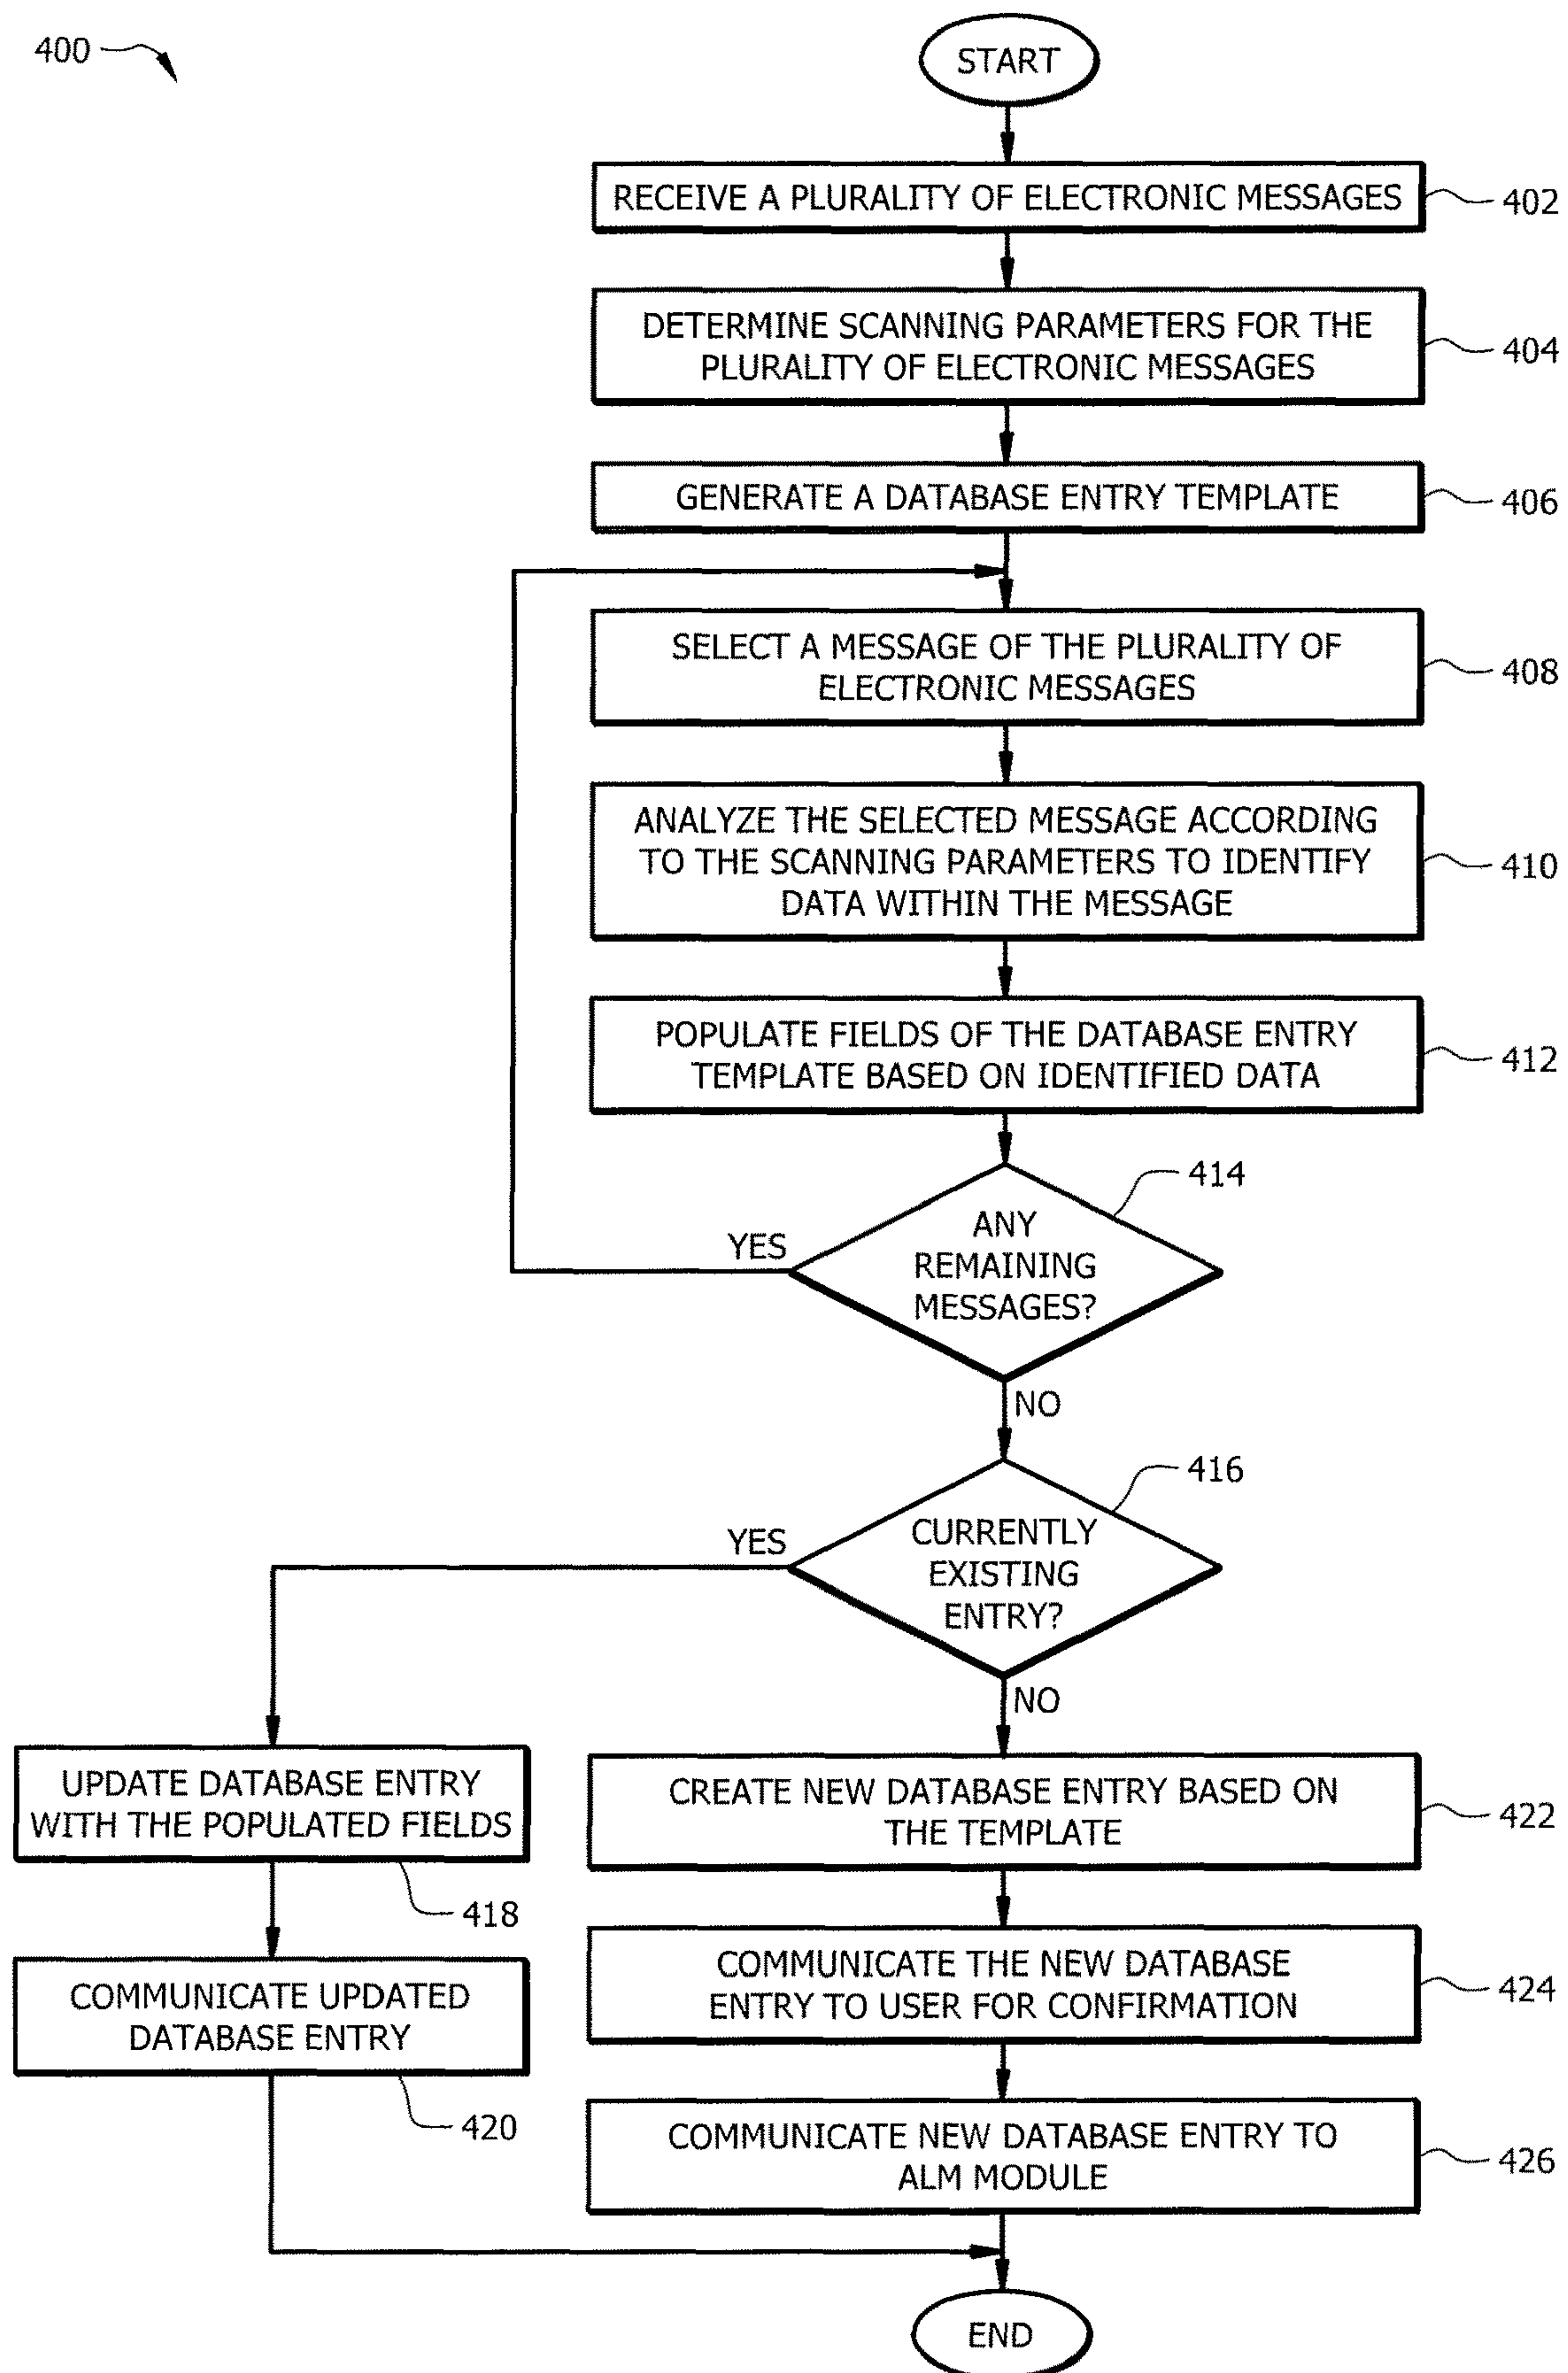 400
START
RECEIVE A PLURALITY OF ELECTRONIC MESSAGES
402
DETERMINE SCANNING PARAMETERS FOR THE
PLURALITY OF ELECTRONIC MESSAGES
404
GENERATE A DATABASE ENTRY TEMPLATE
406
SELECT A MESSAGE OF THE PLURALITY OF
ELECTRONIC MESSAGES
408
ANALYZE THE SELECTED MESSAGE ACCORDING
TO THE SCANNING PARAMETERS TO IDENTIFY
DATA WITHIN THE MESSAGE
410
POPULATE FIELDS OF THE DATABASE ENTRY
TEMPLATE BASED ON IDENTIFIED DATA
412
414
ANY
REMAINING
MESSAGES?
YES
NO
416
CURRENTLY
EXISTING
ENTRY?
YES
NO
UPDATE DATABASE ENTRY
WITH THE POPULATED FIELDS
418
COMMUNICATE UPDATED
DATABASE ENTRY
420
CREATE NEW DATABASE ENTRY BASED ON
THE TEMPLATE
422
COMMUNICATE THE NEW DATABASE
ENTRY TO USER FOR CONFIRMATION
424
COMMUNICATE NEW DATABASE ENTRY TO
ALM MODULE
426
END